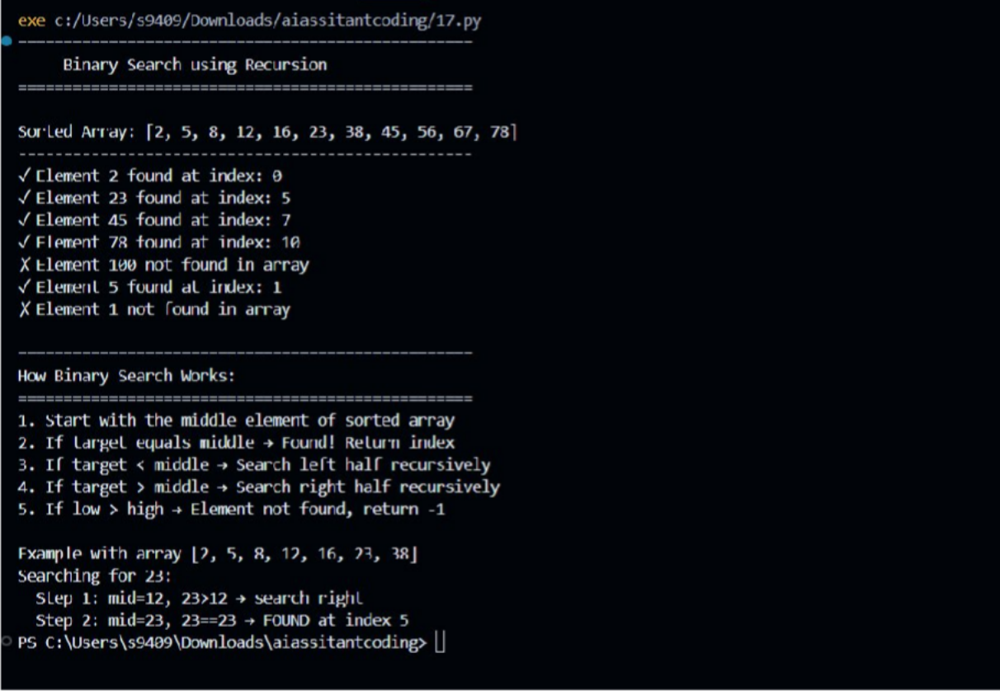 exe c:/Users/s9409/Downloads/aiassitantcoding/17.py
--------------------------------------------------
Binary Search using Recursion
==================================================
Sorted Array: [2, 5, 8, 12, 16, 23, 38, 45, 56, 67, 78]
--------------------------------------------------
✓ Element 2 found at index: 0
✓ Element 23 found at index: 5
✓ Element 45 found at index: 7
✓ Element 78 found at index: 10
✗ Element 100 not found in array
✓ Element 5 found at index: 1
✗ Element 1 not found in array
--------------------------------------------------
How Binary Search Works:
==================================================
1. Start with the middle element of sorted array
2. If target equals middle → Found! Return index
3. If target < middle → Search left half recursively
4. If target > middle → Search right half recursively
5. If low > high → Element not found, return -1
Example with array [2, 5, 8, 12, 16, 23, 38]
Searching for 23:
Step 1: mid=12, 23>12 → search right
Step 2: mid=23, 23==23 → FOUND at index 5
PS C:\Users\s9409\Downloads\aiassitantcoding>